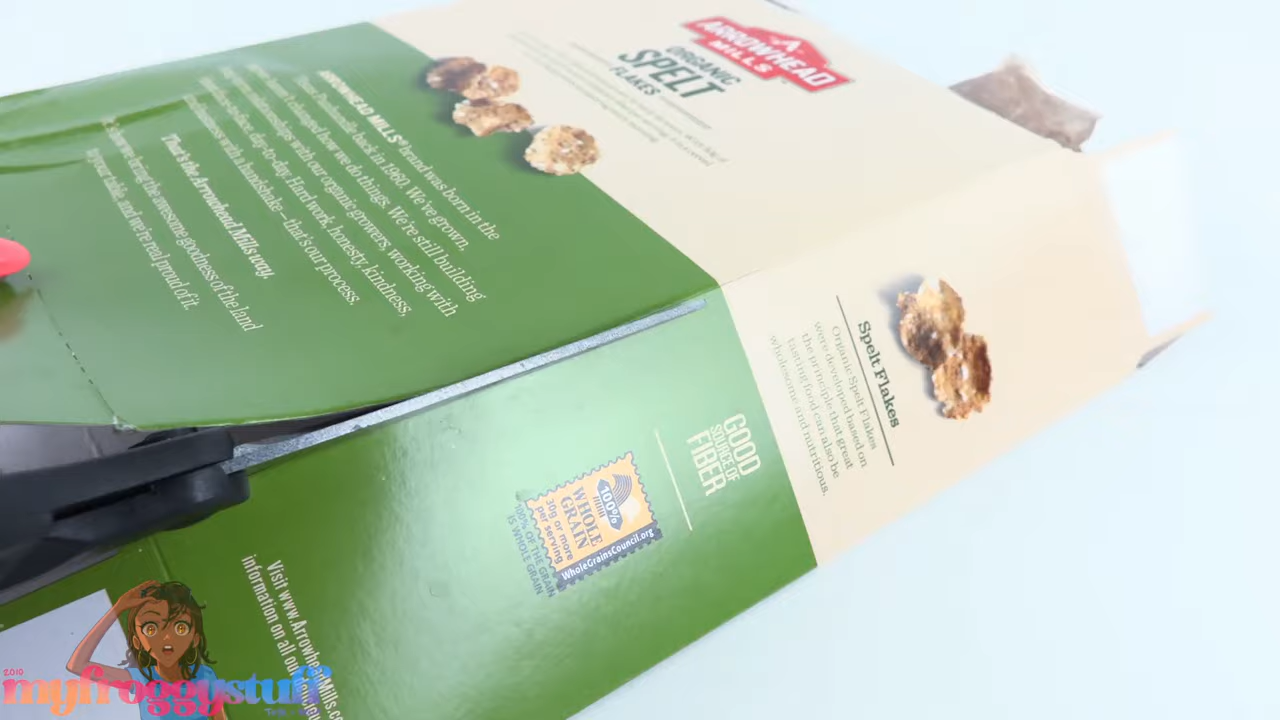 ARROWHEAD
MILLS
ORGANIC
SPELT
FLAKES
ARROWHEAD MILLS® brand was born in the
Texas Panhandle back in 1960. We've grown,
changed how we do things. We're still building
relationships with our organic growers, working with
day-to-day. Hard work, honesty, kindness,
business with a handshake – that's our process.
That's the Arrowhead Mills way.
bring the awesome goodness of the land
to your table, and we're real proud of it.
Spelt Flakes
Organic Spelt Flakes
were developed based on
the principle that great
tasting food can also be
wholesome and nutritious.
GOOD
SOURCE OF
FIBER
100%
WHOLE
GRAIN
30g or more
per serving
WholeGrainsCouncil.org
100% OF THE GRAIN
IS WHOLE GRAIN
Visit www.ArrowheadMills.co
information on all our
2010
myfroggystuff